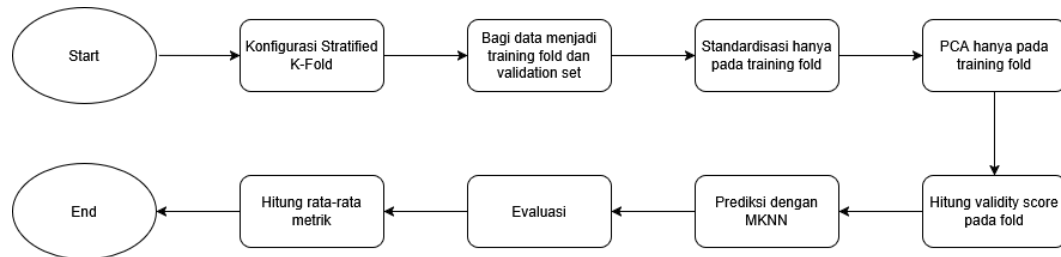 Start
Konfigurasi Stratified
K-Fold
Bagi data menjadi
training fold dan
validation set
Standardisasi hanya
pada training fold
PCA hanya pada
training fold
Hitung validity score
pada fold
Prediksi dengan
MKNN
Evaluasi
Hitung rata-rata
metrik
End